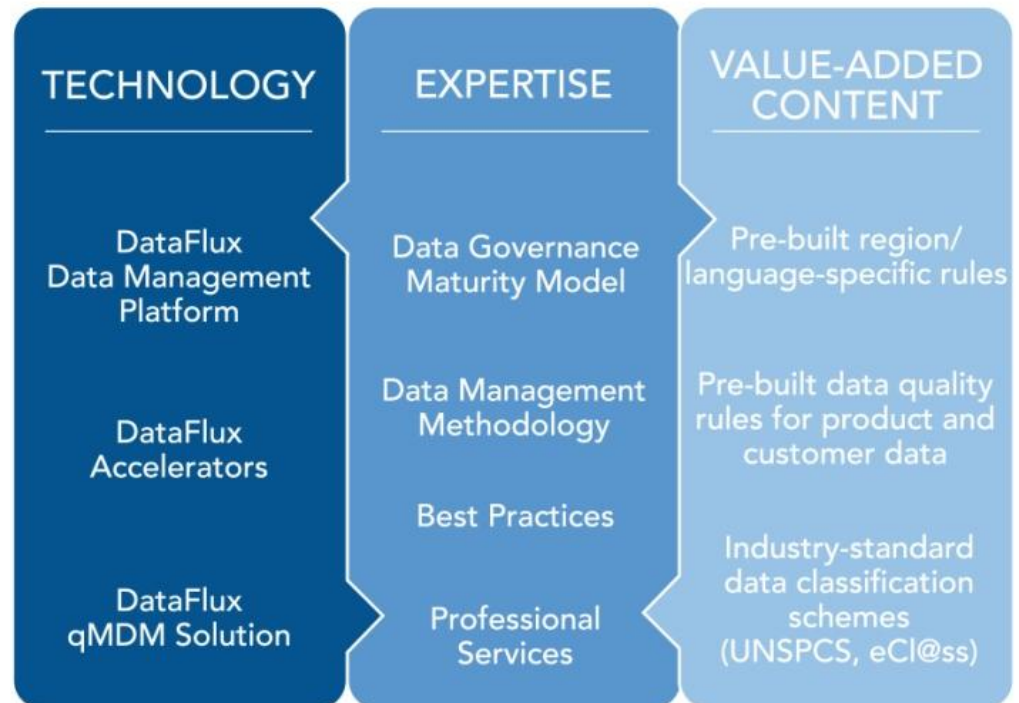 TECHNOLOGY
DataFlux
Data Management
Platform
DataFlux
Accelerators
DataFlux
qMDM Solution
EXPERTISE
Data Governance
Maturity Model
Data Management
Methodology
Best Practices
Professional
Services
VALUE-ADDED
CONTENT
Pre-built region/
language-specific rules
Pre-built data quality
rules for product and
customer data
Industry-standard
data classification
schemes
(UNSPCS, eCl@ss)